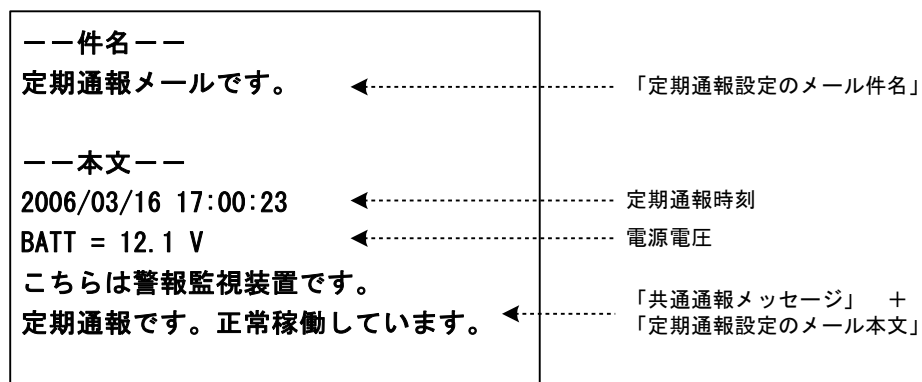 ーー件名ーー
定期通報メールです。
「定期通報設定のメール件名」
ーー本文ーー
2006/03/16 17:00:23
定期通報時刻
BATT = 12.1 V
電源電圧
こちらは警報監視装置です。
定期通報です。正常稼働しています。
「共通通報メッセージ」 ＋
「定期通報設定のメール本文」